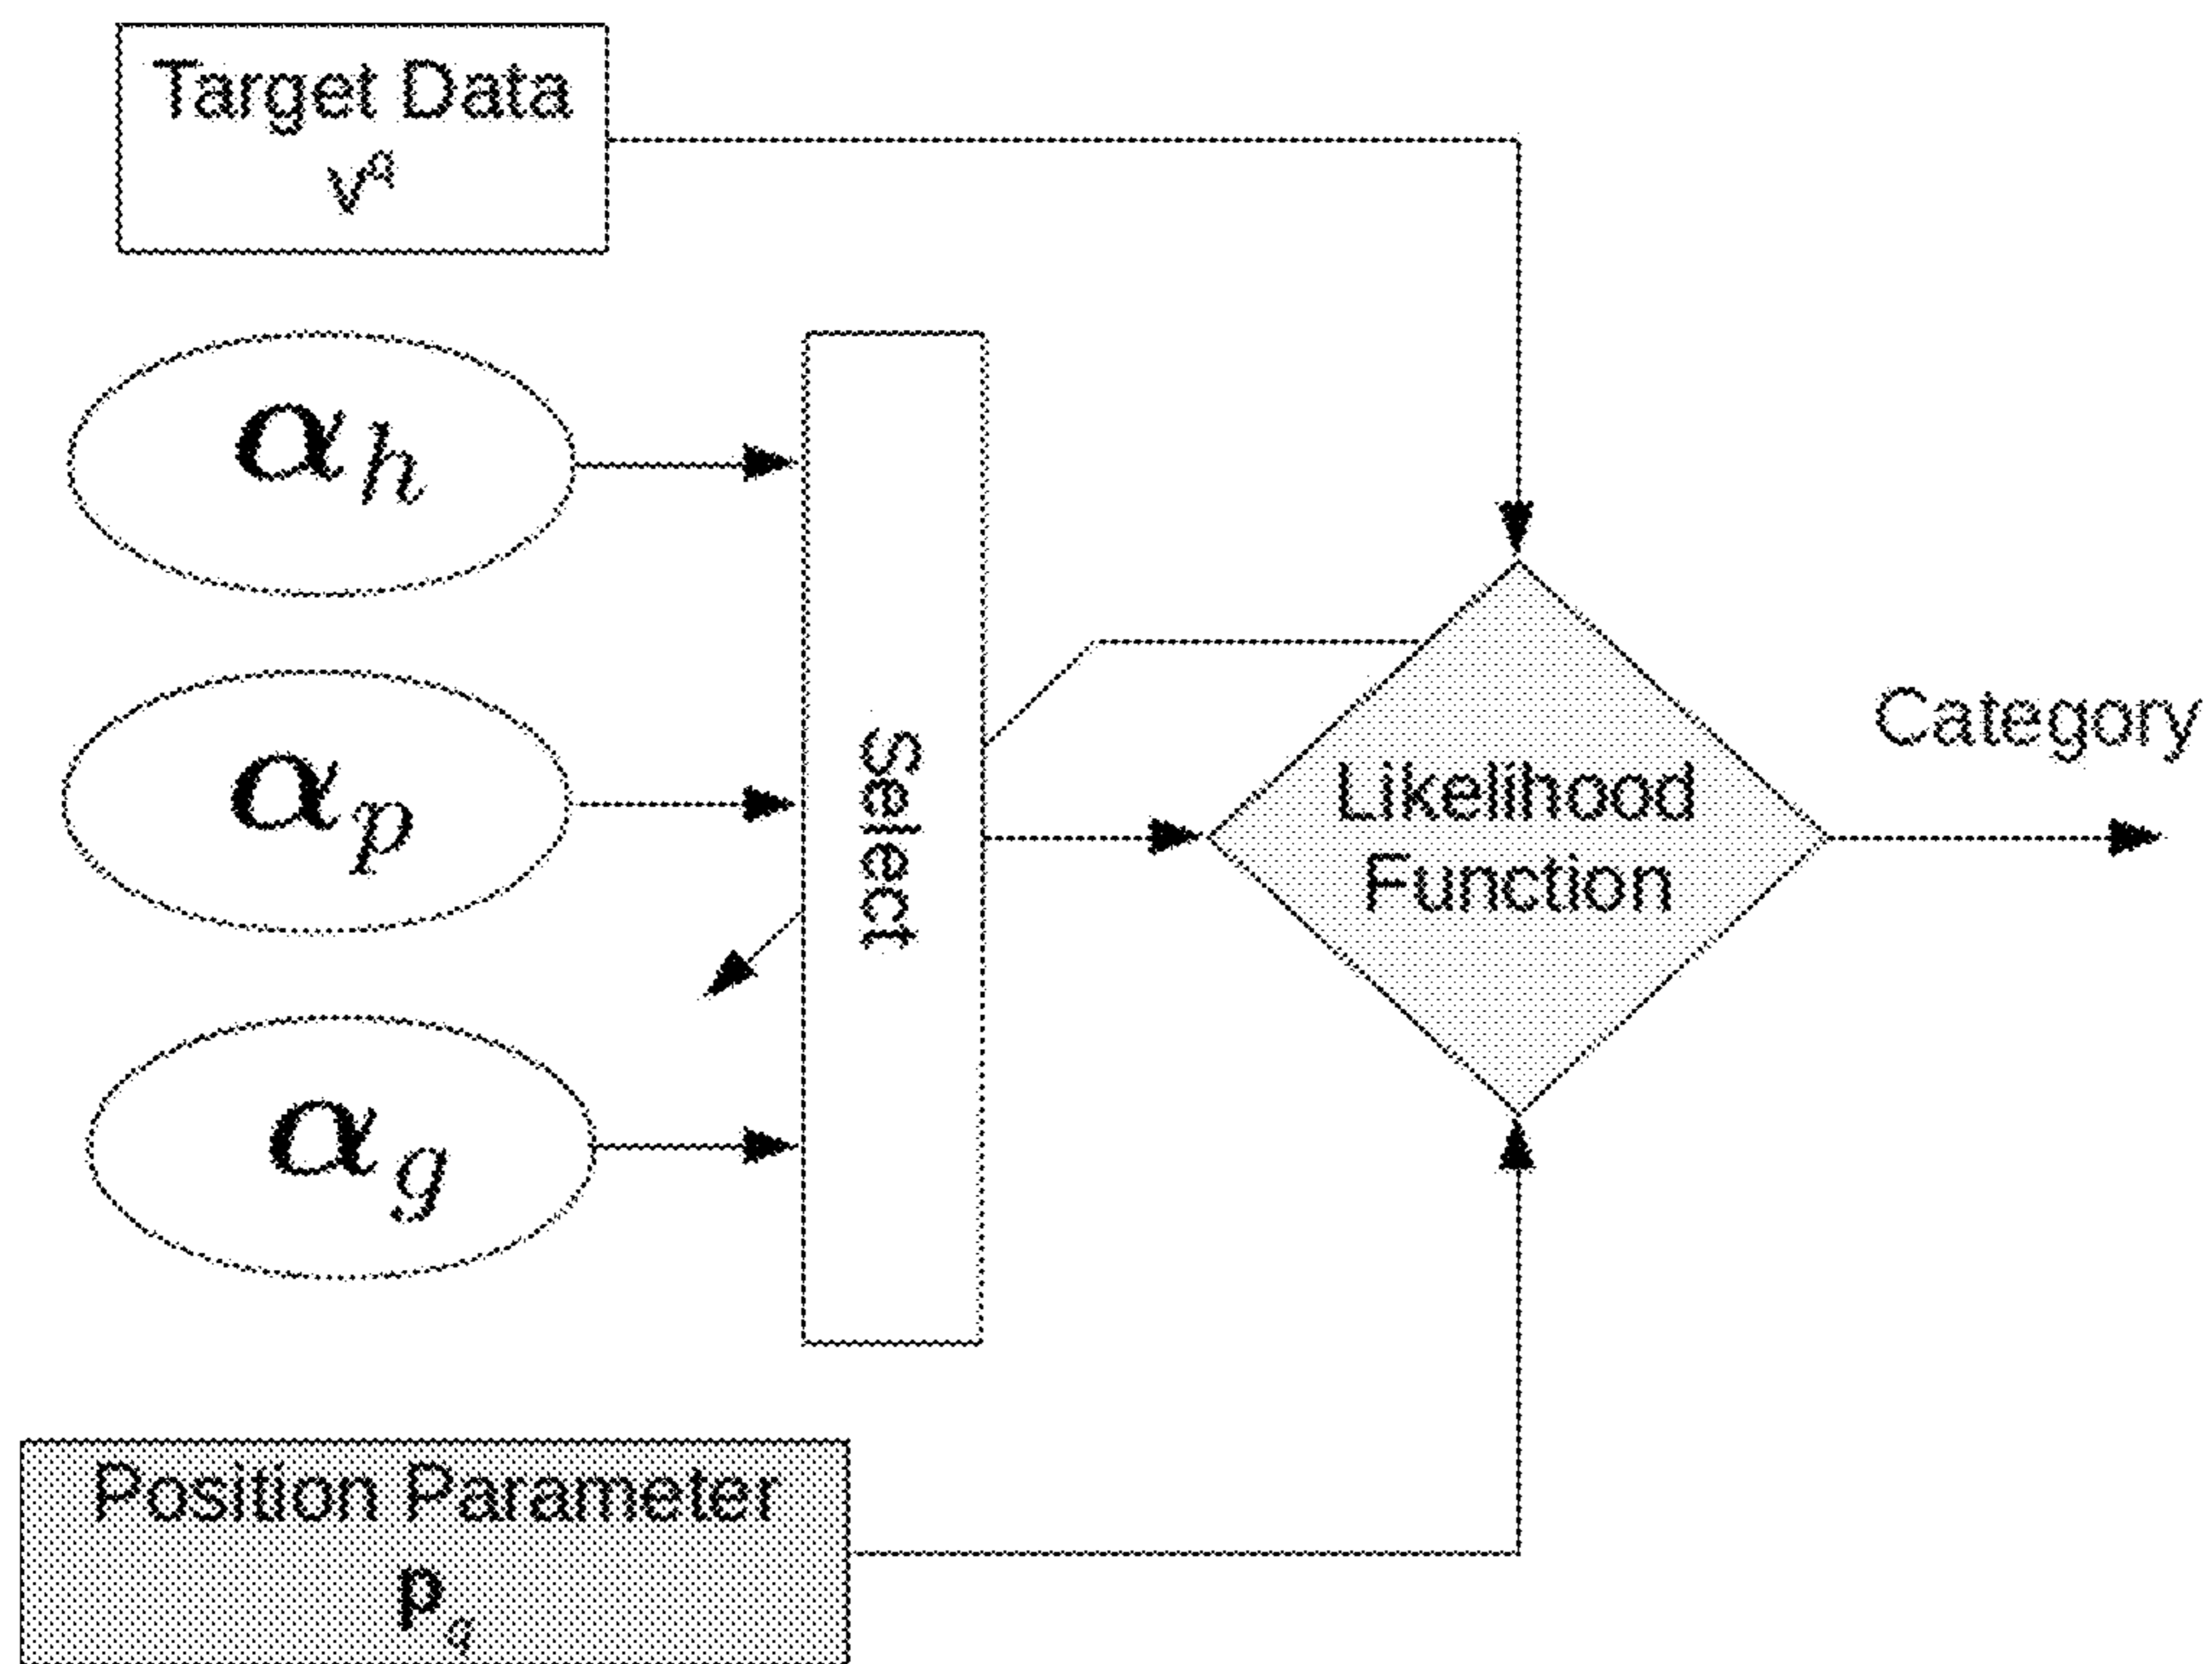 Target Data
v^q
α_h
α_p
α_g
Select
Likelihood
Function
Category
Position Parameter
p_q